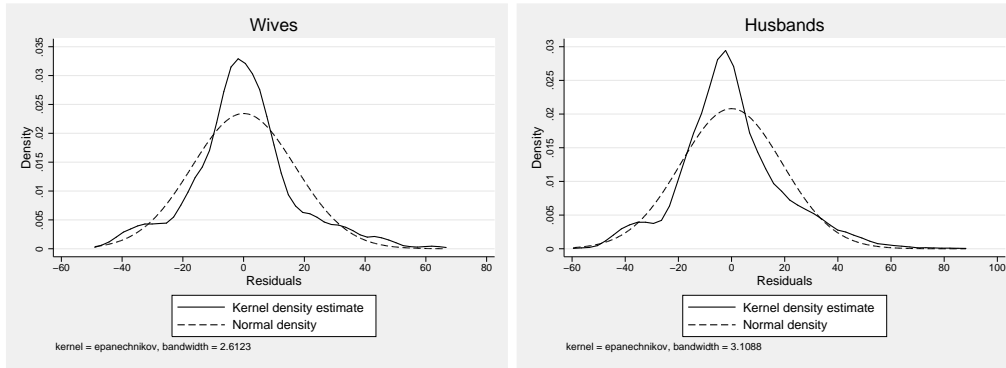 Wives
Density
0 .005 .01 .015 .02 .025 .03 .035
−60 −40 −20 0 20 40 60 80
Residuals
Kernel density estimate
Normal density
kernel = epanechnikov, bandwidth = 2.6123
Husbands
Density
0 .005 .01 .015 .02 .025 .03
−60 −40 −20 0 20 40 60 80 100
Residuals
Kernel density estimate
Normal density
kernel = epanechnikov, bandwidth = 3.1088